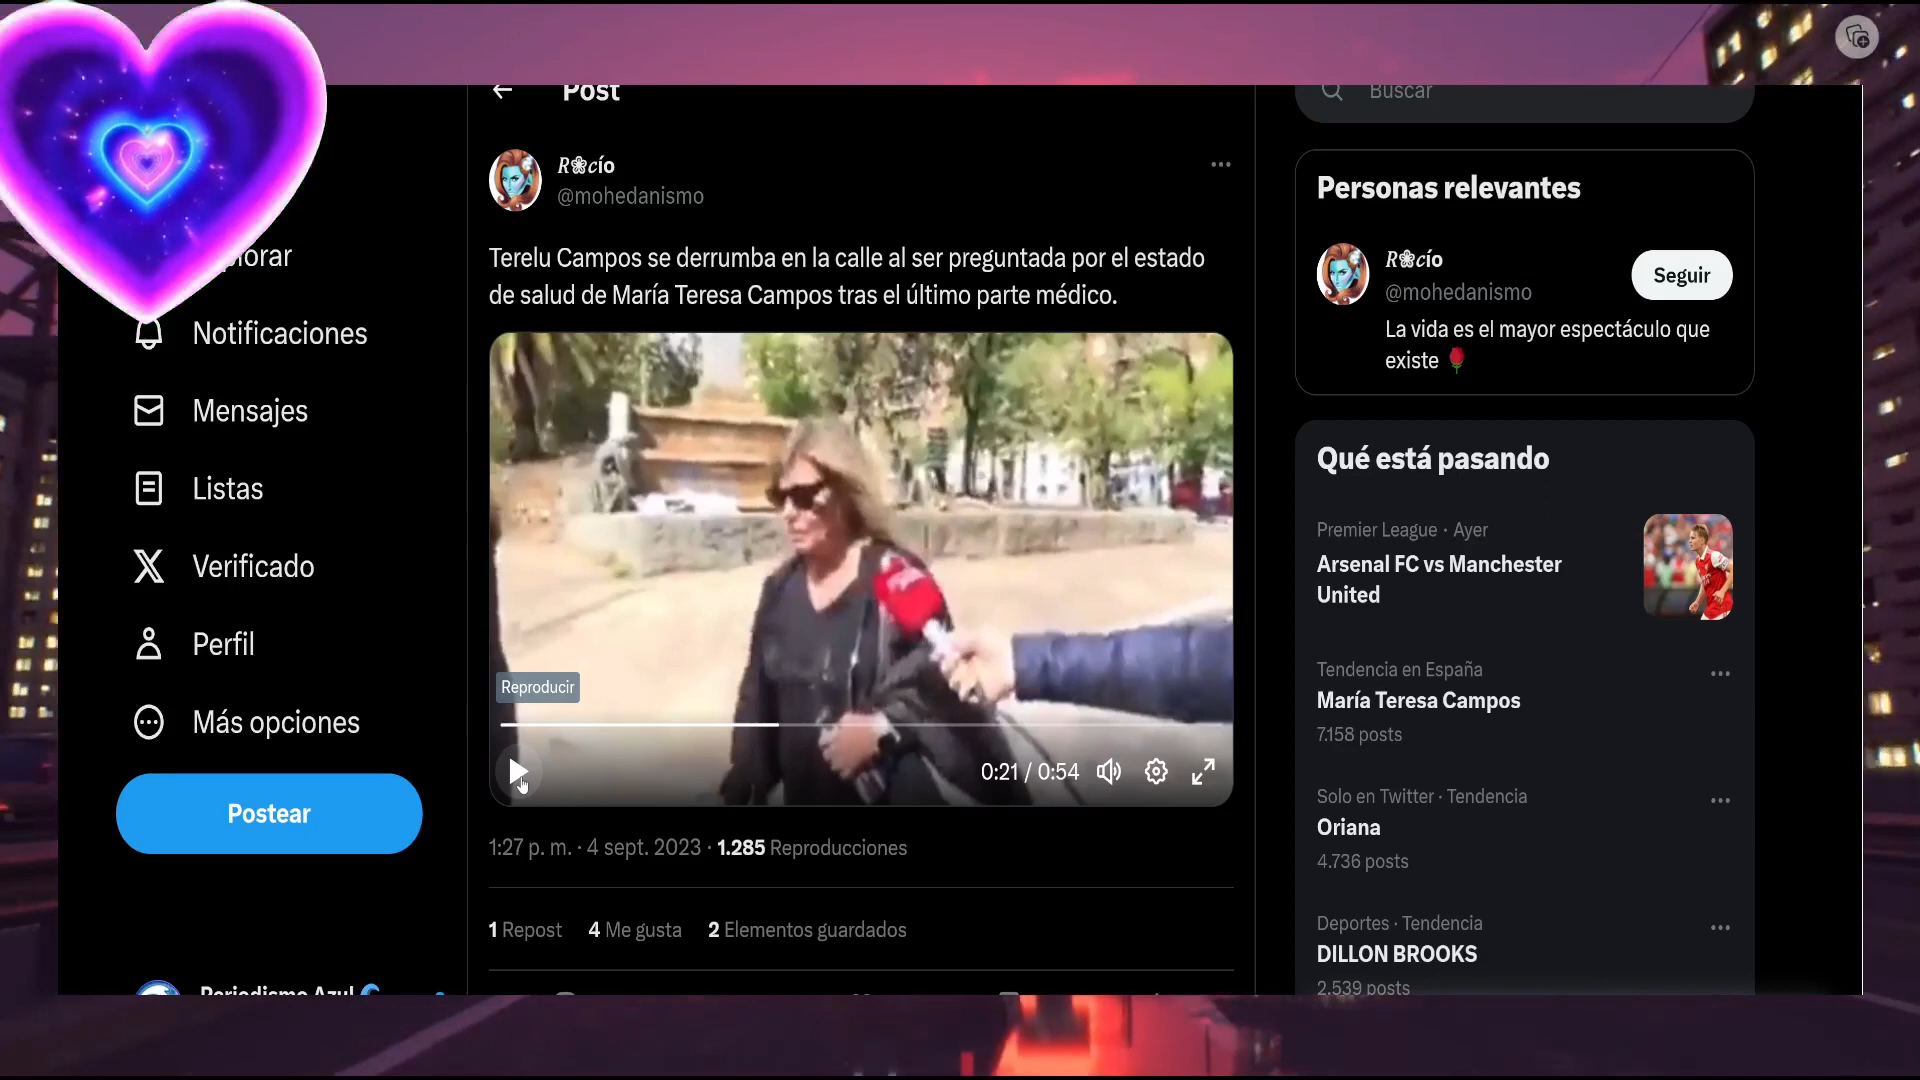 Post
Buscar
R❀cío
@mohedanismo
Terelu Campos se derrumba en la calle al ser preguntada por el estado
de salud de María Teresa Campos tras el último parte médico.
Reproducir
0:21 / 0:54
1:27 p. m. · 4 sept. 2023 · 1.285 Reproducciones
1 Repost 4 Me gusta 2 Elementos guardados
Notificaciones
Mensajes
Listas
Verificado
Perfil
Más opciones
Postear
Periodismo Azul
Personas relevantes
R❀cío
@mohedanismo
Seguir
La vida es el mayor espectáculo que
existe 🌹
Qué está pasando
Premier League · Ayer
Arsenal FC vs Manchester
United
Tendencia en España
María Teresa Campos
7.158 posts
Solo en Twitter · Tendencia
Oriana
4.736 posts
Deportes · Tendencia
DILLON BROOKS
2.539 posts